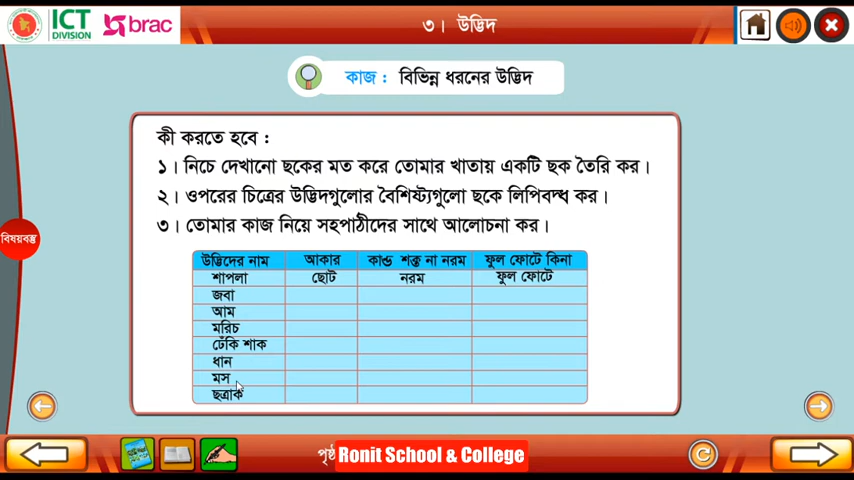 ICT
DIVISION
brac
৩। উদ্ভিদ
কাজ : বিভিন্ন ধরনের উদ্ভিদ
কী করতে হবে :
১। নিচে দেখানো ছকের মত করে তোমার খাতায় একটি ছক তৈরি কর।
২। ওপরের চিত্রের উদ্ভিদগুলোর বৈশিষ্ট্যগুলো ছকে লিপিবদ্ধ কর।
৩। তোমার কাজ নিয়ে সহপাঠীদের সাথে আলোচনা কর।
বিষয়বস্তু
উদ্ভিদের নাম আকার কাণ্ড শক্ত না নরম ফুল ফোটে কিনা
শাপলা ছোট নরম ফুল ফোটে
জবা
আম
মরিচ
ঢেঁকি শাক
ধান
মস
ছত্রাক
Ronit School & College